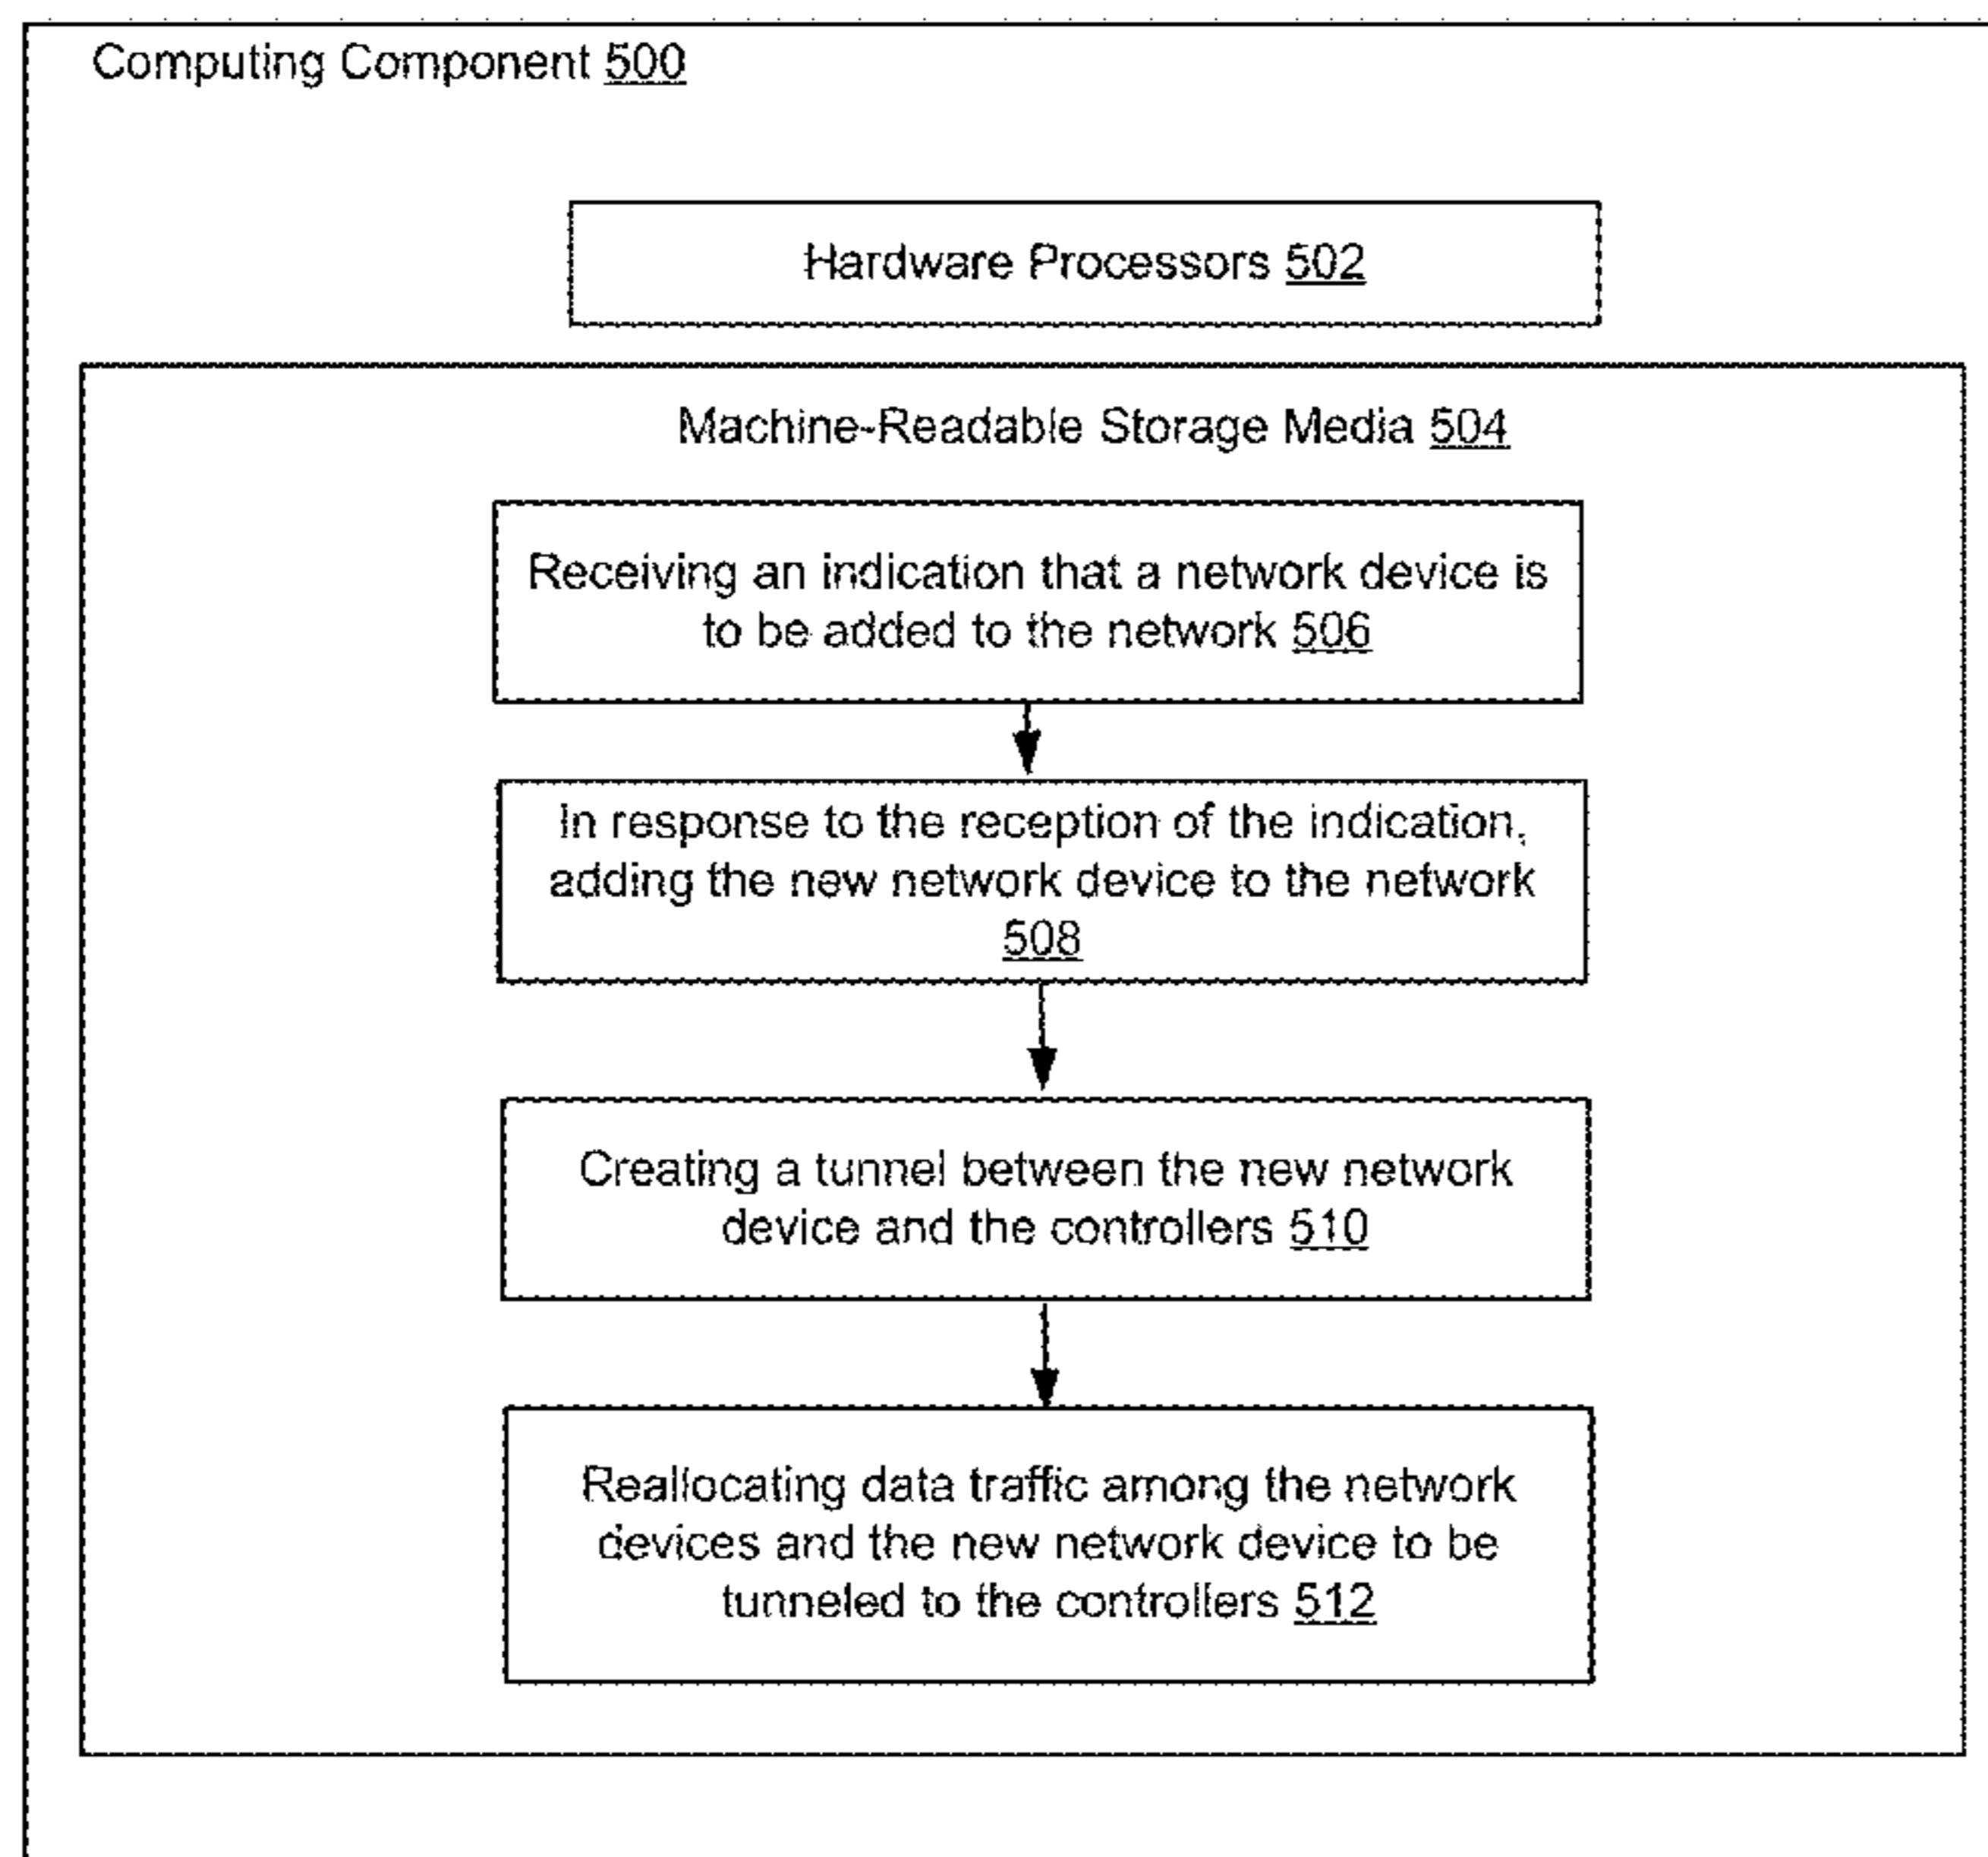 Computing Component 500
Hardware Processors 502
Machine-Readable Storage Media 504
Receiving an indication that a network device is
to be added to the network 506
In response to the reception of the indication,
adding the new network device to the network
508
Creating a tunnel between the new network
device and the controllers 510
Reallocating data traffic among the network
devices and the new network device to be
tunneled to the controllers 512